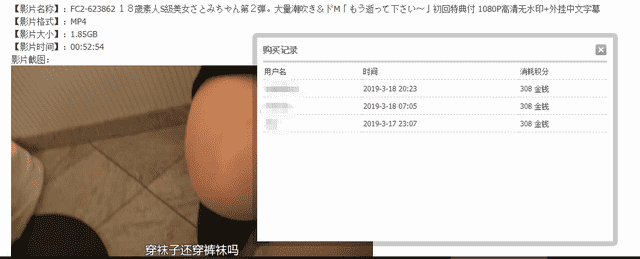 【影片名称】：FC2-623862 １８歳素人S级美女さとみちゃん第２弾。大量潮吹き＆ドM「もう逝って下さい〜」初回特典付 1080P高清无水印+外挂中文字幕
【影片格式】：MP4
【影片大小】：1.85GB
【影片时间】：00:52:54
影片截图：
购买记录
用户名 时间 消耗积分
2019-3-18 20:23 308 金钱
2019-3-18 07:05 308 金钱
2019-3-17 23:07 308 金钱
穿袜子还穿裤袜吗